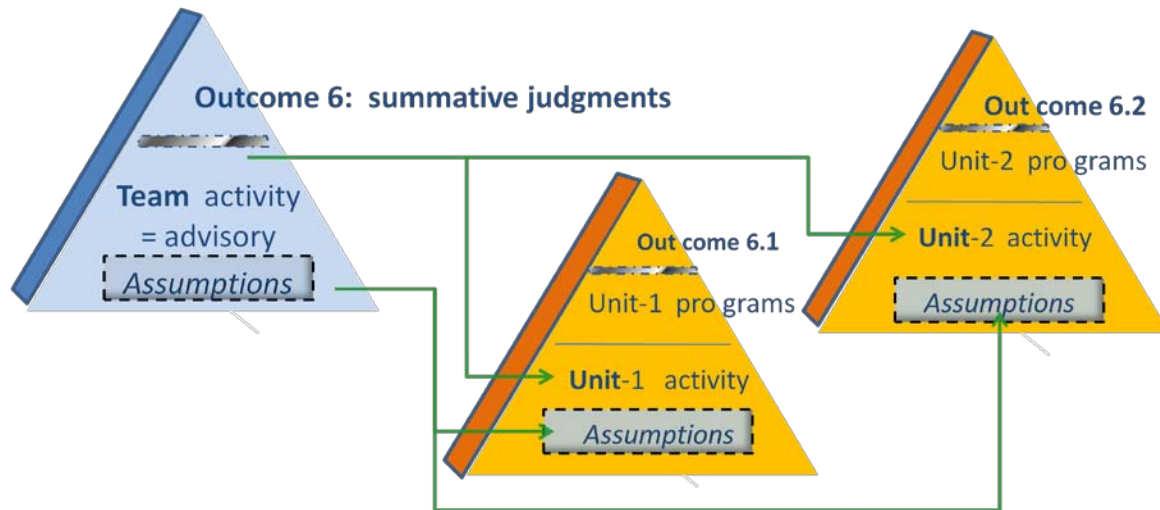 Outcome 6: summative judgments
Team activity
= advisory
Assumptions
Out come 6.1
Unit-1 pro grams
Unit-1 activity
Assumptions
Out come 6.2
Unit-2 pro grams
Unit-2 activity
Assumptions